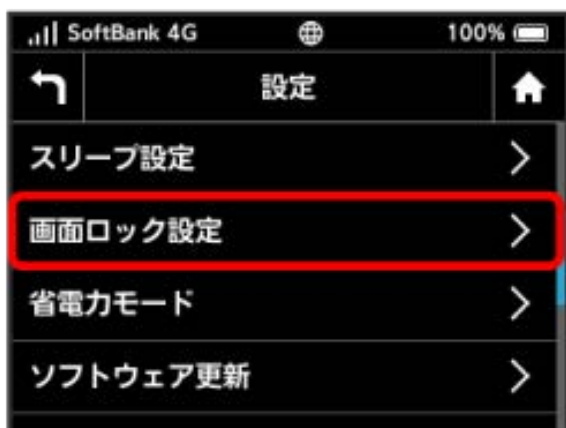 SoftBank 4G 100%
設定
スリープ設定
画面ロック設定
省電力モード
ソフトウェア更新